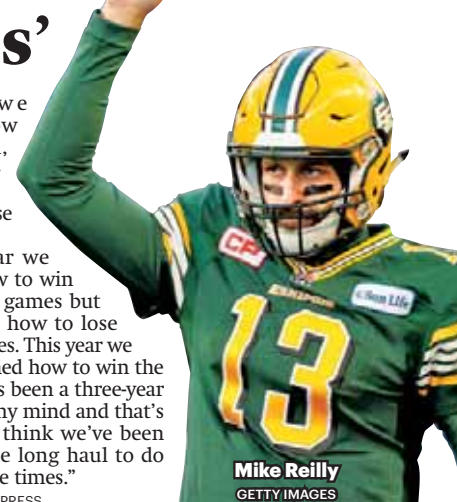 s’
w e
ow
,
se
ar we
w to win
games but
how to lose
es. This year we
ned how to win the
s been a three-year
ny mind and that's
think we've been
e long haul to do
e times.”
PRESS
Sun Life
13
Mike Reilly
GETTY IMAGES